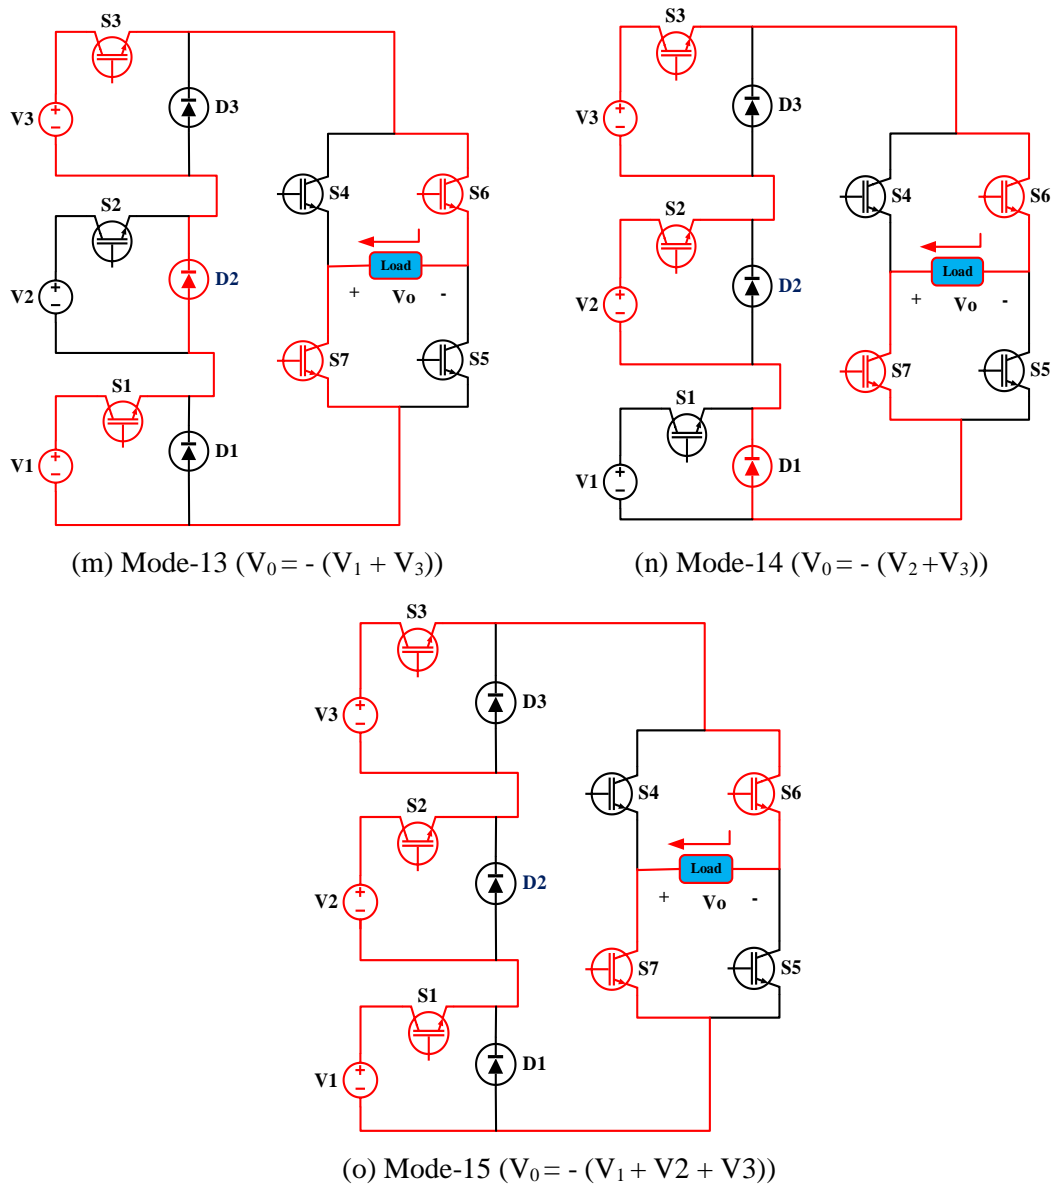 S3
V3
+
−
D3
S2
V2
+
−
D2
S1
V1
+
−
D1
S4
S6
Load
+ Vo -
S7
S5
(m) Mode-13 (V₀ = - (V₁ + V₃))
S3
V3
+
−
D3
S2
V2
+
−
D2
S1
V1
+
−
D1
S4
S6
Load
+ Vo -
S7
S5
(n) Mode-14 (V₀ = - (V₂ +V₃))
S3
V3
+
−
D3
S2
V2
+
−
D2
S1
V1
+
−
D1
S4
S6
Load
+ Vo -
S7
S5
(o) Mode-15 (V₀ = - (V₁ + V2 + V3))